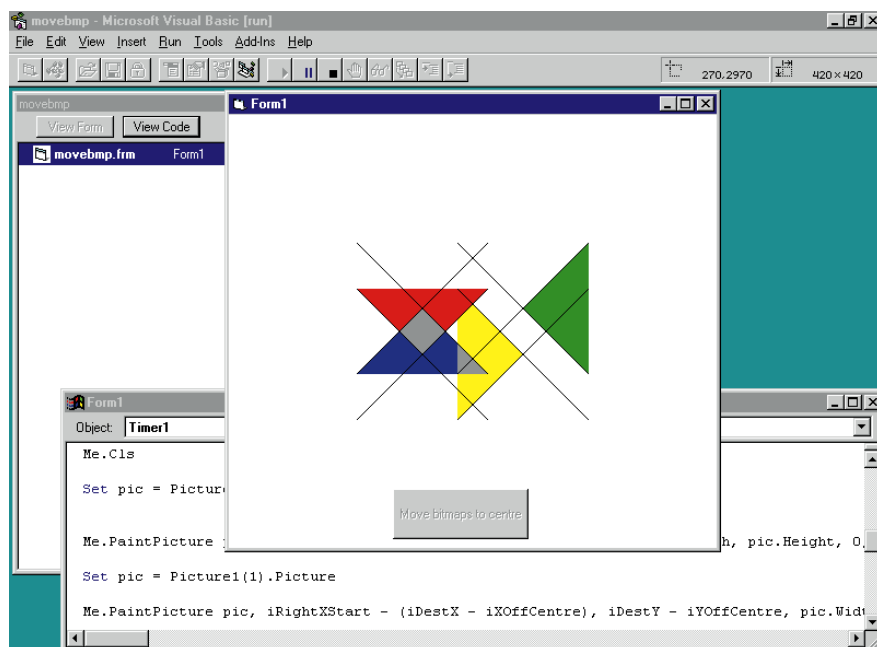 movebmp - Microsoft Visual Basic [run]
File Edit View Insert Run Tools Add-Ins Help
270,2970
420 × 420
movebmp
View Form View Code
movebmp.frm Form1
Form1
Move bitmaps to centre
Form1
Object: Timer1
Me.Cls
Set pic = Pictur
Me.PaintPicture h, pic.Height, 0,
Set pic = Picture1(1).Picture
Me.PaintPicture pic, iRightXStart - (iDestX - iXOffCentre), iDestY - iYOffCentre, pic.Wid